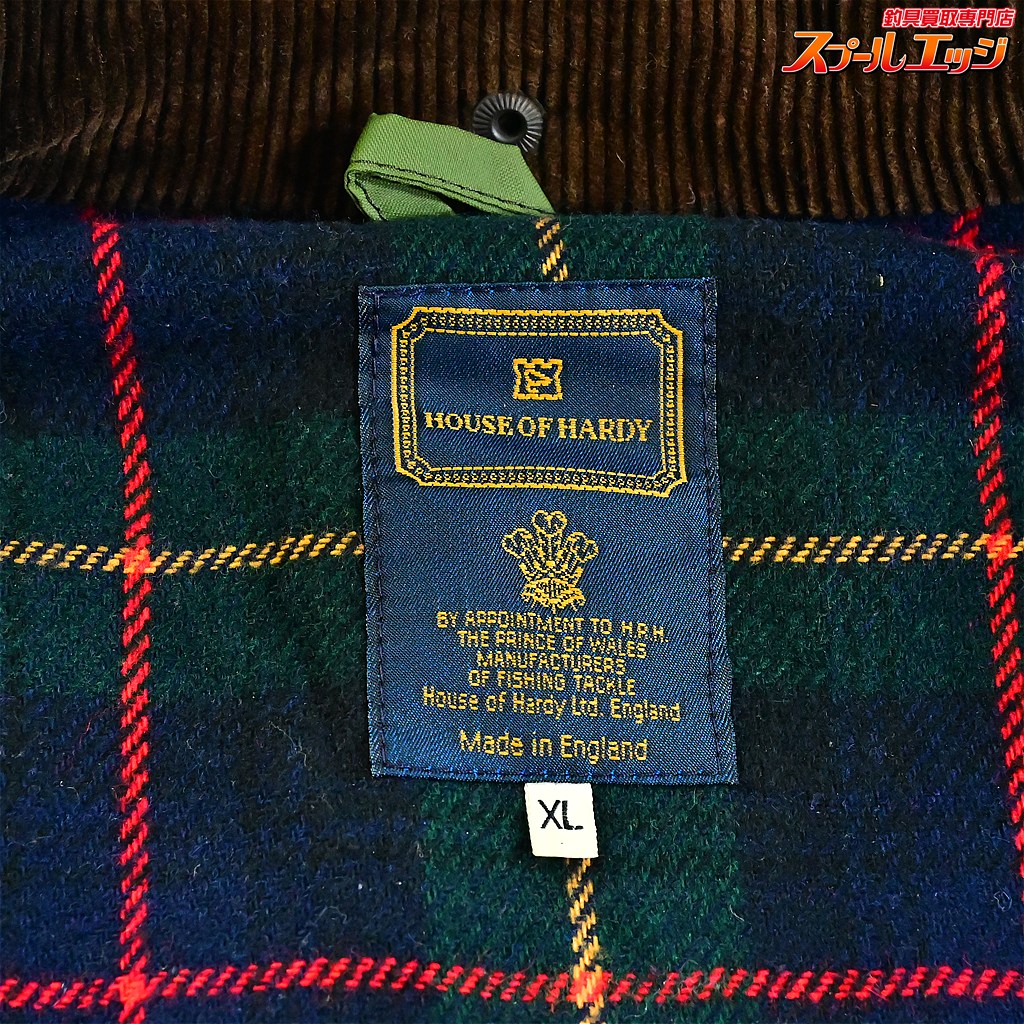 釣具買取専門店
スプールエッジ
HOUSE OF HARDY
BY APPOINTMENT TO H.R.H.
THE PRINCE OF WALES
MANUFACTURERS
OF FISHING TACKLE
House of Hardy Ltd. England
Made in England
XL